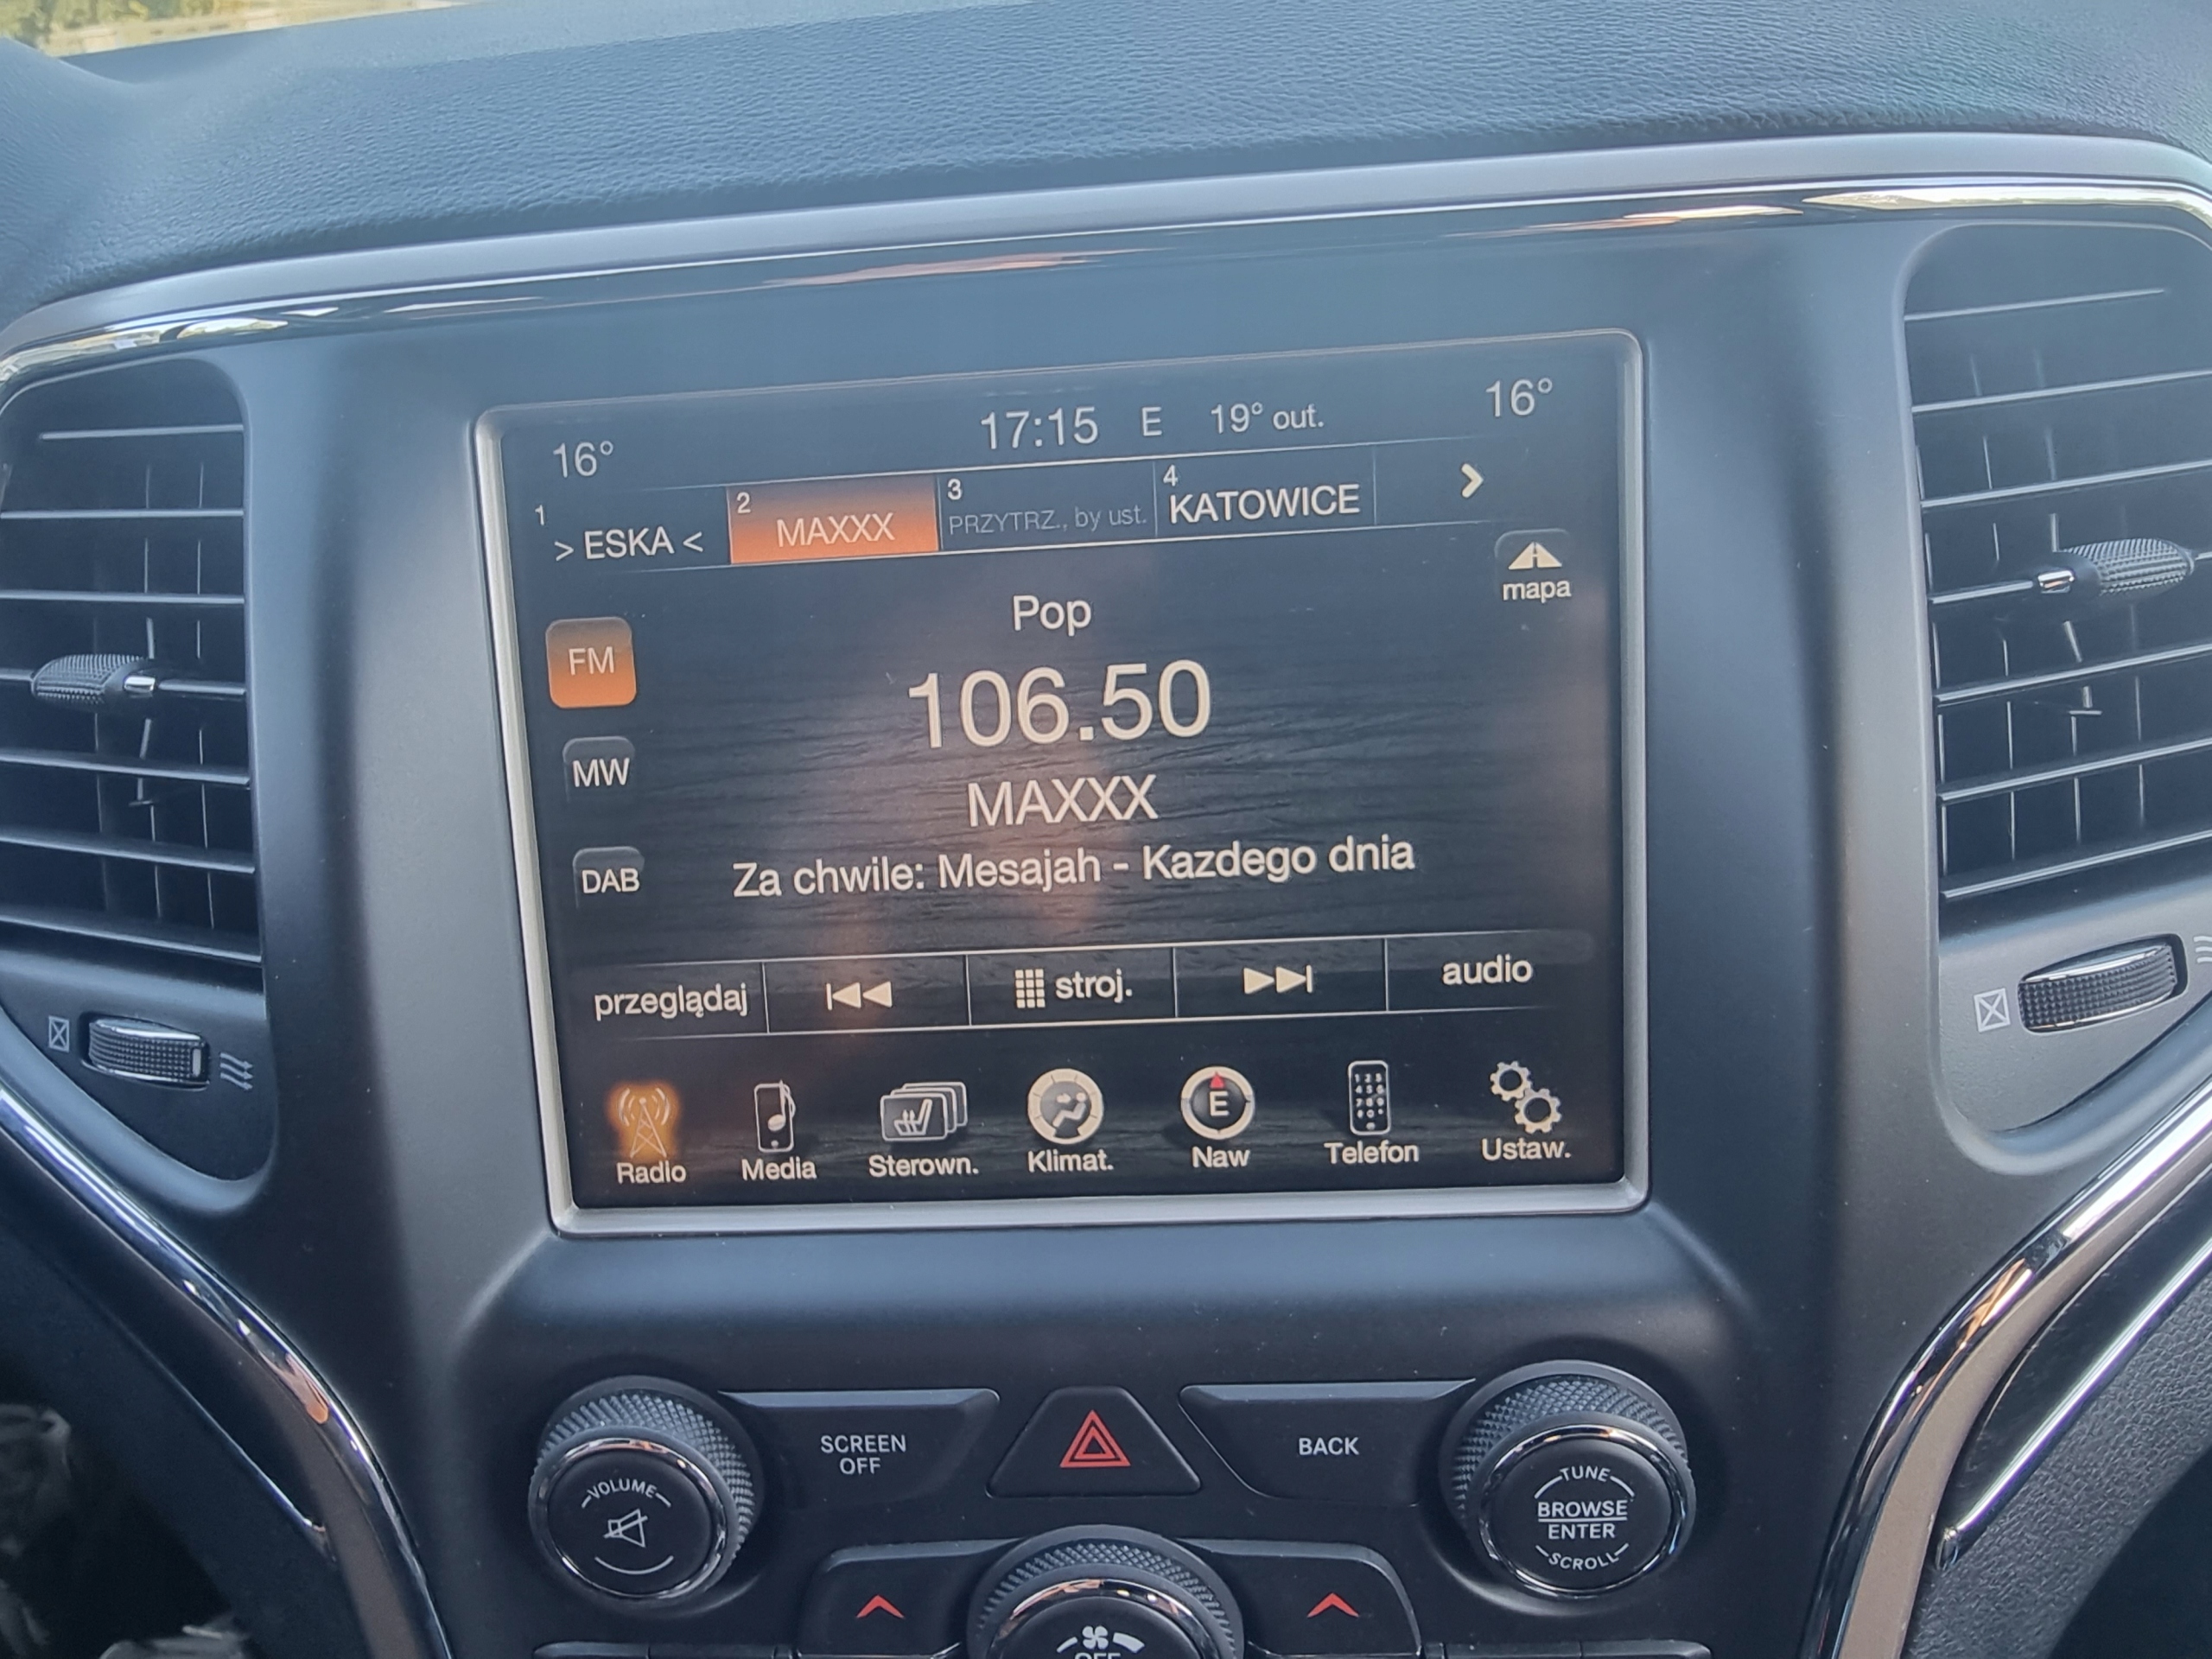 16° 17:15 E 19° out. 16°
1 > ESKA < 2 MAXXX 3 PRZYTRZ., by ust. 4 KATOWICE
mapa
Pop
FM
106.50
MW
MAXXX
DAB
Za chwile: Mesajah - Kazdego dnia
przeglądaj stroj. audio
E
Radio Media Sterown. Klimat. Naw Telefon Ustaw.
VOLUME
SCREEN
OFF
BACK
TUNE
BROWSE
ENTER
SCROLL
OFF